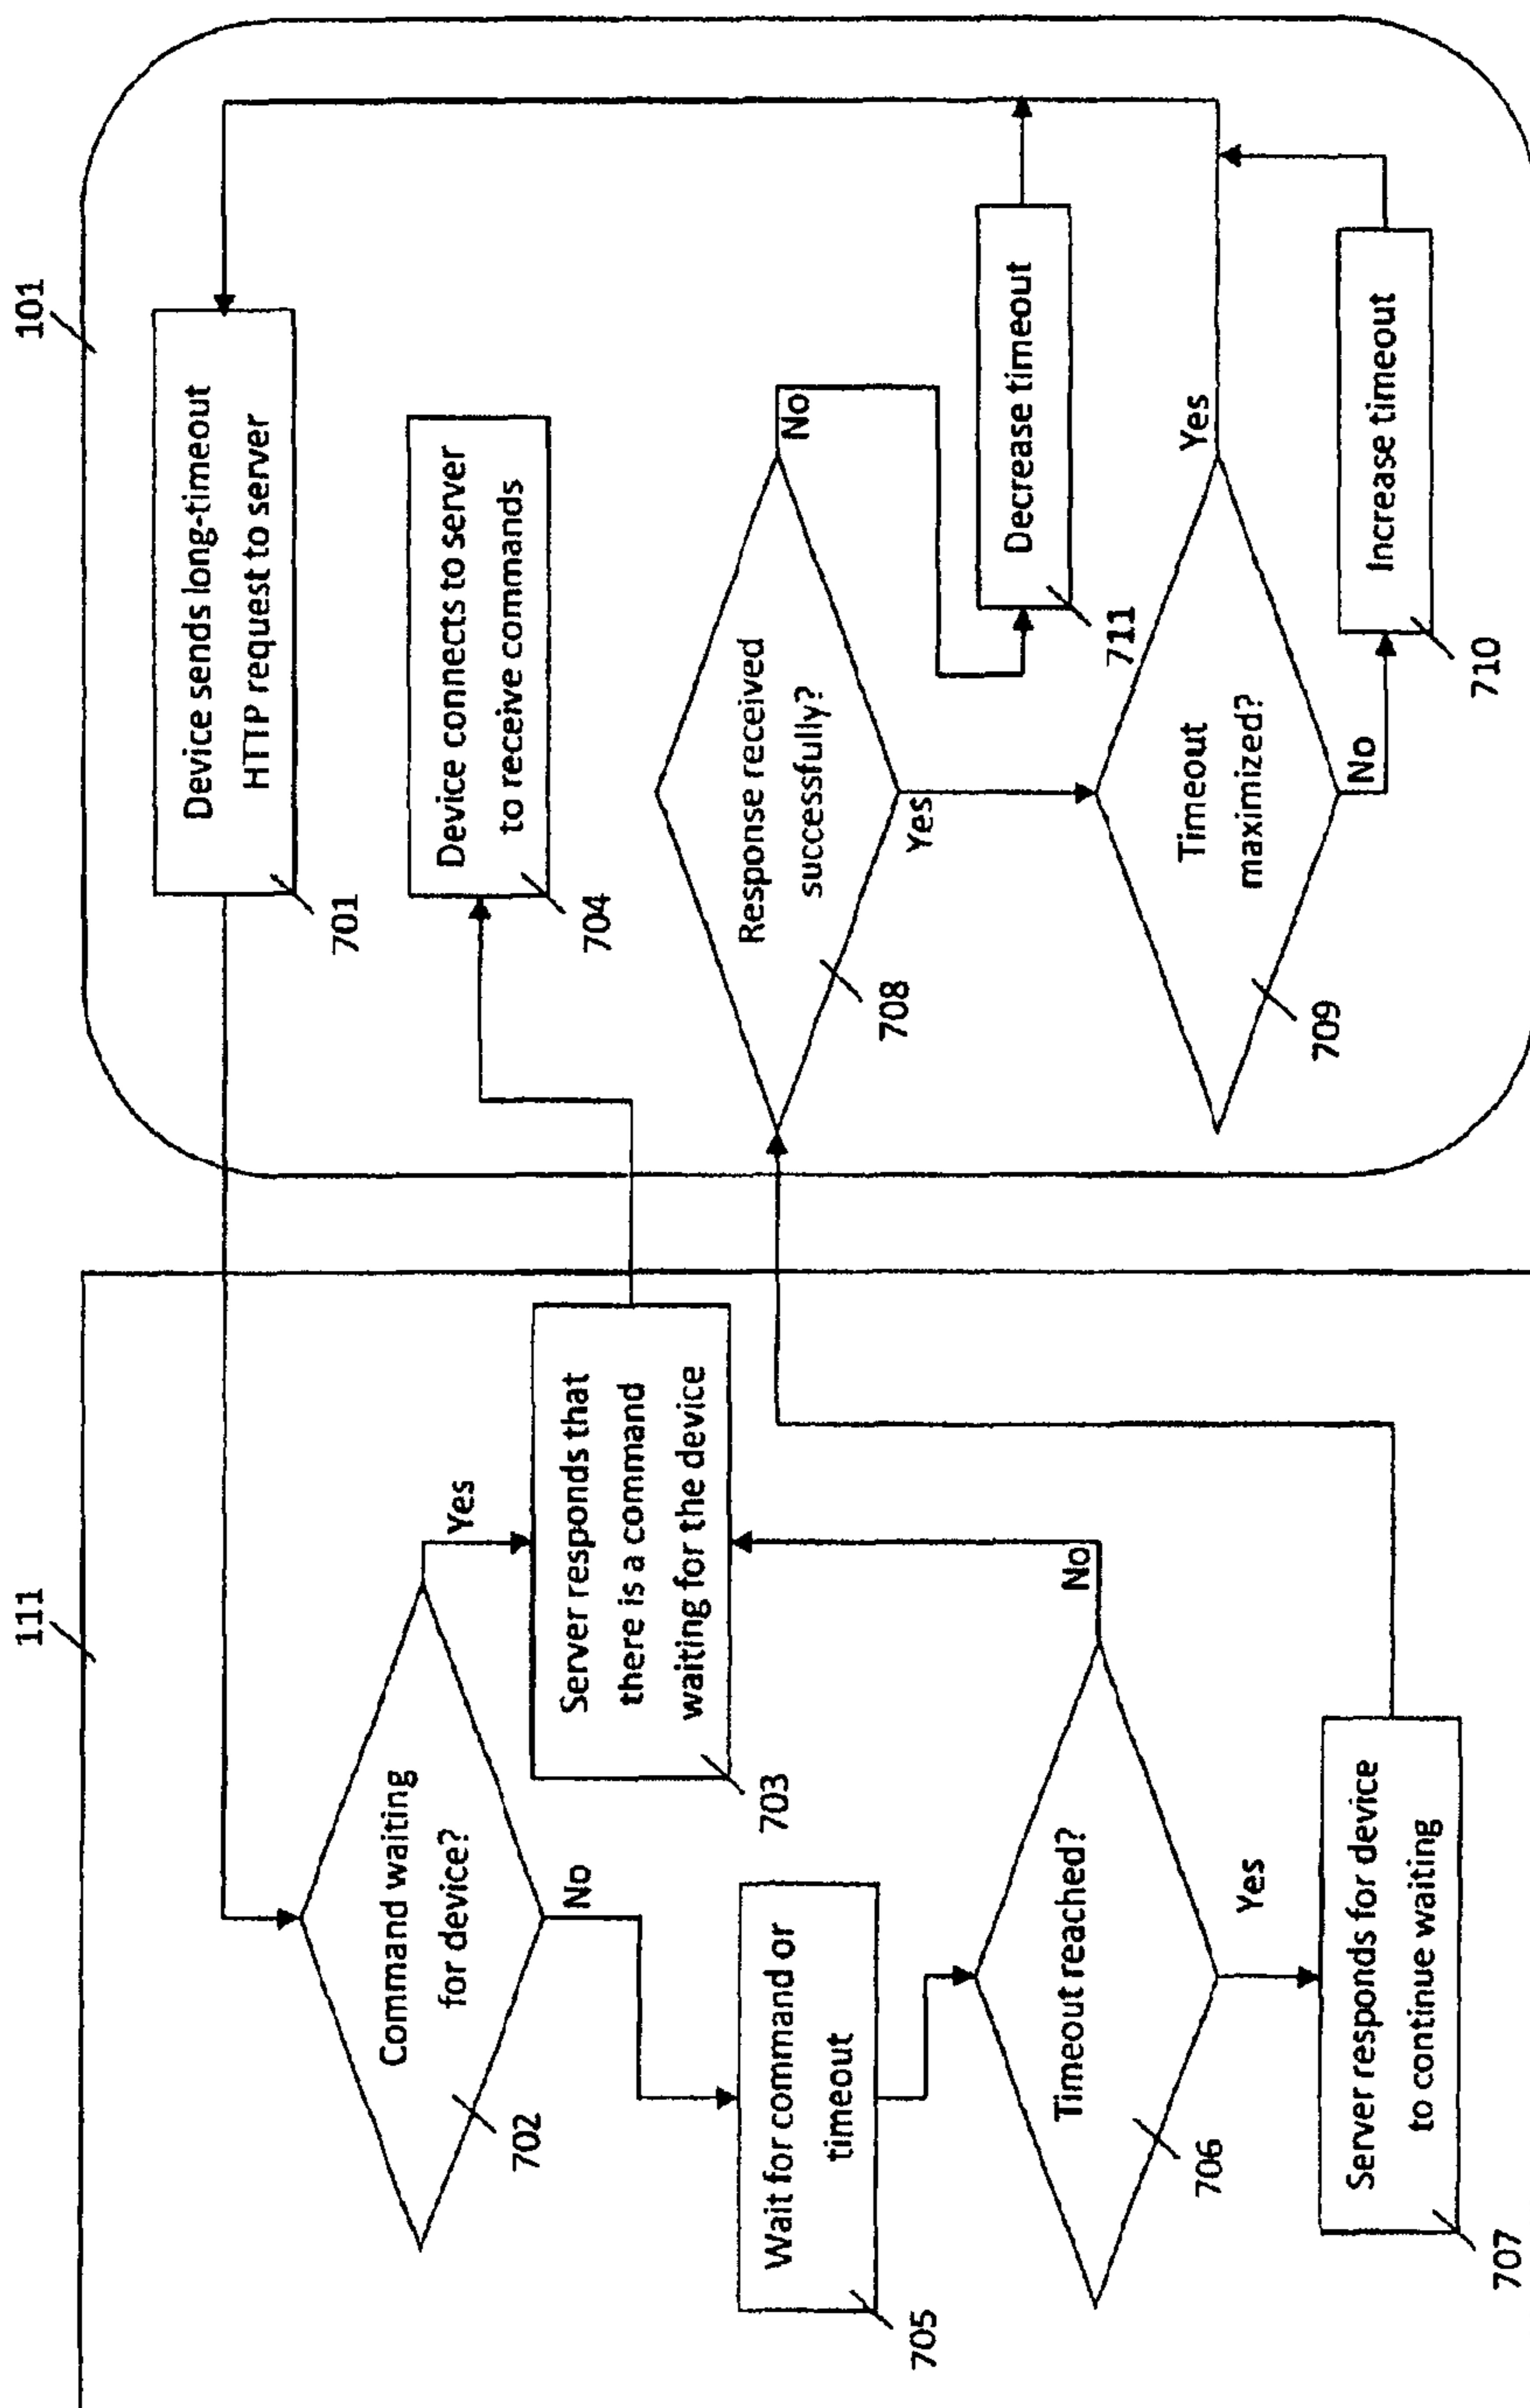 111
101
Device sends long-timeout
HTTP request to server
701
Command waiting
for device?
702
Yes
No
Server responds that
there is a command
waiting for the device
703
Device connects to server
to receive commands
704
Wait for command or
timeout
705
Timeout reached?
706
No
Yes
Server responds for device
to continue waiting
707
Response received
successfully?
708
No
Yes
Decrease timeout
711
Timeout
maximized?
709
Yes
No
Increase timeout
710